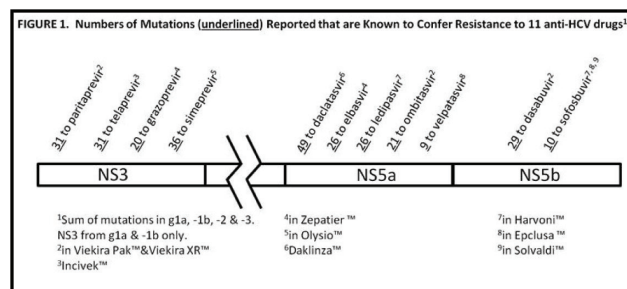 FIGURE 1. Numbers of Mutations (underlined) Reported that are Known to Confer Resistance to 11 anti-HCV drugs¹
31 to paritaprevir²
31 to telaprevir³
20 to grazoprevir⁴
36 to simeprevir⁵
49 to daclatasvir⁶
26 to elbasvir⁴
26 to ledipasvir⁷
21 to ombitasvir²
9 to velpatasvir⁸
29 to dasabuvir²
10 to sofosbuvir⁷,⁸,⁹
NS3
NS5a
NS5b
¹Sum of mutations in g1a, -1b, -2 & -3.
NS3 from g1a & -1b only.
²in Viekira Pak™&Viekira XR™
³Incivek™
⁴in Zepatier ™
⁵in Olysio™
⁶Daklinza™
⁷in Harvoni™
⁸in Epclusa ™
⁹in Solvaldi™